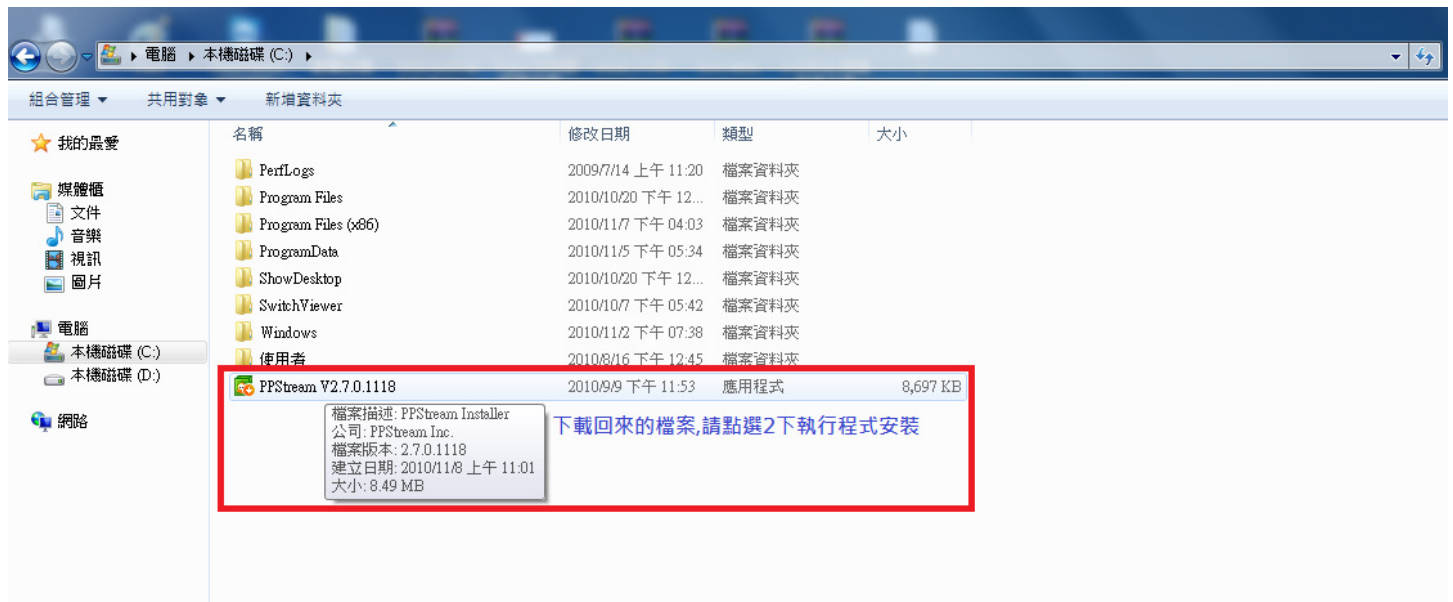 電腦 本機磁碟 (C:)
組合管理 共用對象 新增資料夾
名稱 修改日期 類型 大小
我的最愛
媒體櫃
文件
音樂
視訊
圖片
電腦
本機磁碟 (C:)
本機磁碟 (D:)
網路
PerfLogs 2009/7/14 上午 11:20 檔案資料夾
Program Files 2010/10/20 下午 12... 檔案資料夾
Program Files (x86) 2010/11/7 下午 04:03 檔案資料夾
ProgramData 2010/11/5 下午 05:34 檔案資料夾
ShowDesktop 2010/10/20 下午 12... 檔案資料夾
SwitchViewer 2010/10/7 下午 05:42 檔案資料夾
Windows 2010/11/2 下午 07:38 檔案資料夾
使用者 2010/8/16 下午 12:45 檔案資料夾
PPStream V2.7.0.1118 2010/9/9 下午 11:53 應用程式 8,697 KB
檔案描述: PPStream Installer
公司: PPStream Inc.
檔案版本: 2.7.0.1118
建立日期: 2010/11/8 上午 11:01
大小: 8.49 MB
下載回來的檔案,請點選2下執行程式安裝